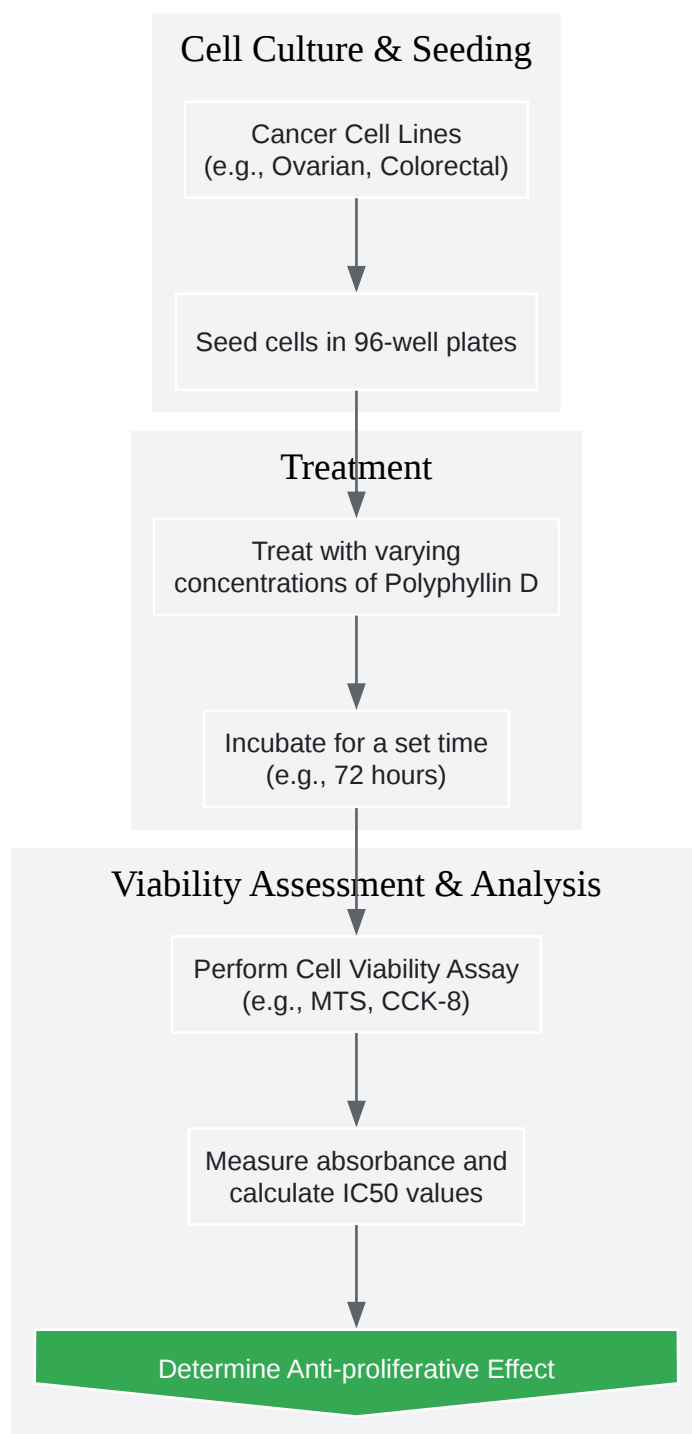 Cell Culture & Seeding
Cancer Cell Lines
(e.g., Ovarian, Colorectal)
Seed cells in 96-well plates
Treatment
Treat with varying
concentrations of Polyphyllin D
Incubate for a set time
(e.g., 72 hours)
Viability Assessment & Analysis
Perform Cell Viability Assay
(e.g., MTS, CCK-8)
Measure absorbance and
calculate IC50 values
Determine Anti-proliferative Effect